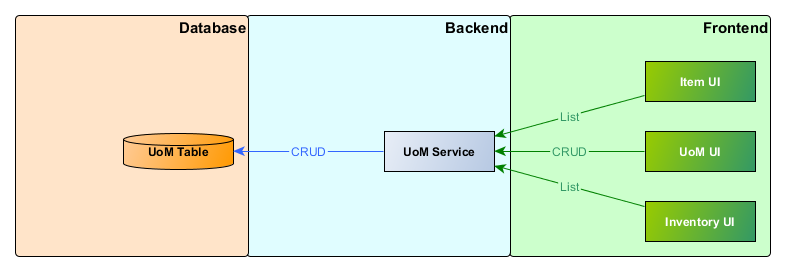 Database
Backend
Frontend
Item UI
List
UoM Table
CRUD
UoM Service
CRUD
UoM UI
List
Inventory UI